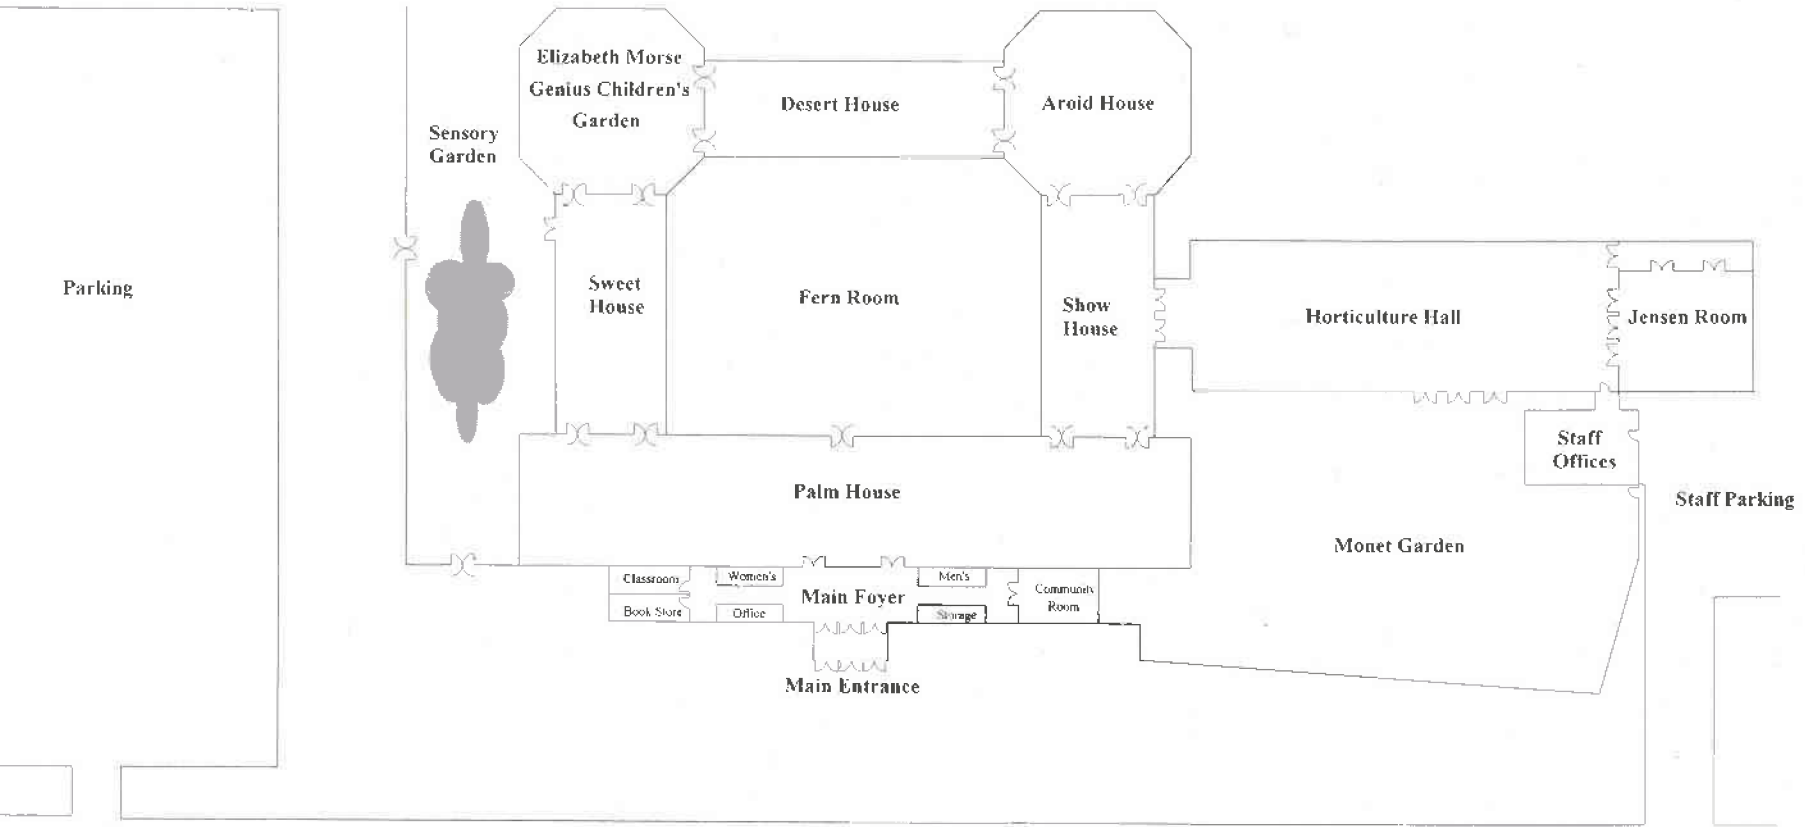 Elizabeth Morse
Genius Children's
Garden
Desert House
Aroid House
Sensory
Garden
Parking
Sweet
House
Fern Room
Show
House
Horticulture Hall
Jensen Room
Staff
Offices
Palm House
Staff Parking
Monet Garden
Classroom
Women's
Men's
Main Foyer
Community
Room
Book Store
Office
Storage
Main Entrance